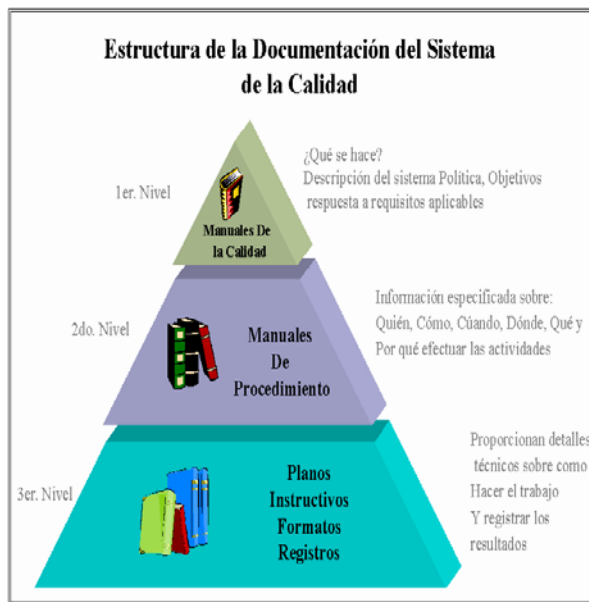 Estructura de la Documentación del Sistema
de la Calidad
1er. Nivel
Manuales De
la Calidad
¿Qué se hace?
Descripción del sistema Política, Objetivos
respuesta a requisitos aplicables
2do. Nivel
Manuales
De
Procedimiento
Información especificada sobre:
Quién, Cómo, Cúando, Dónde, Qué y
Por qué efectuar las actividades
3er. Nivel
Planos
Instructivos
Formatos
Registros
Proporcionan detalles
técnicos sobre como
Hacer el trabajo
Y registrar los
resultados